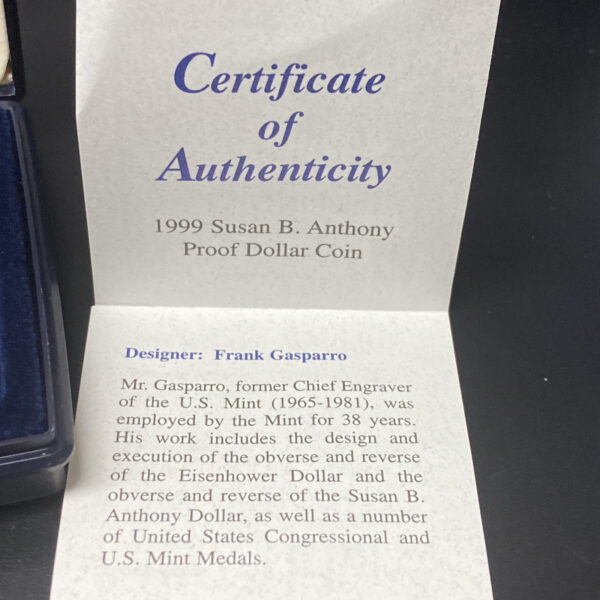 Certificate
of
Authenticity
1999 Susan B. Anthony
Proof Dollar Coin
Designer: Frank Gasparro
Mr. Gasparro, former Chief Engraver
of the U.S. Mint (1965-1981), was
employed by the Mint for 38 years.
His work includes the design and
execution of the obverse and reverse
of the Eisenhower Dollar and the
obverse and reverse of the Susan B.
Anthony Dollar, as well as a number
of United States Congressional and
U.S. Mint Medals.